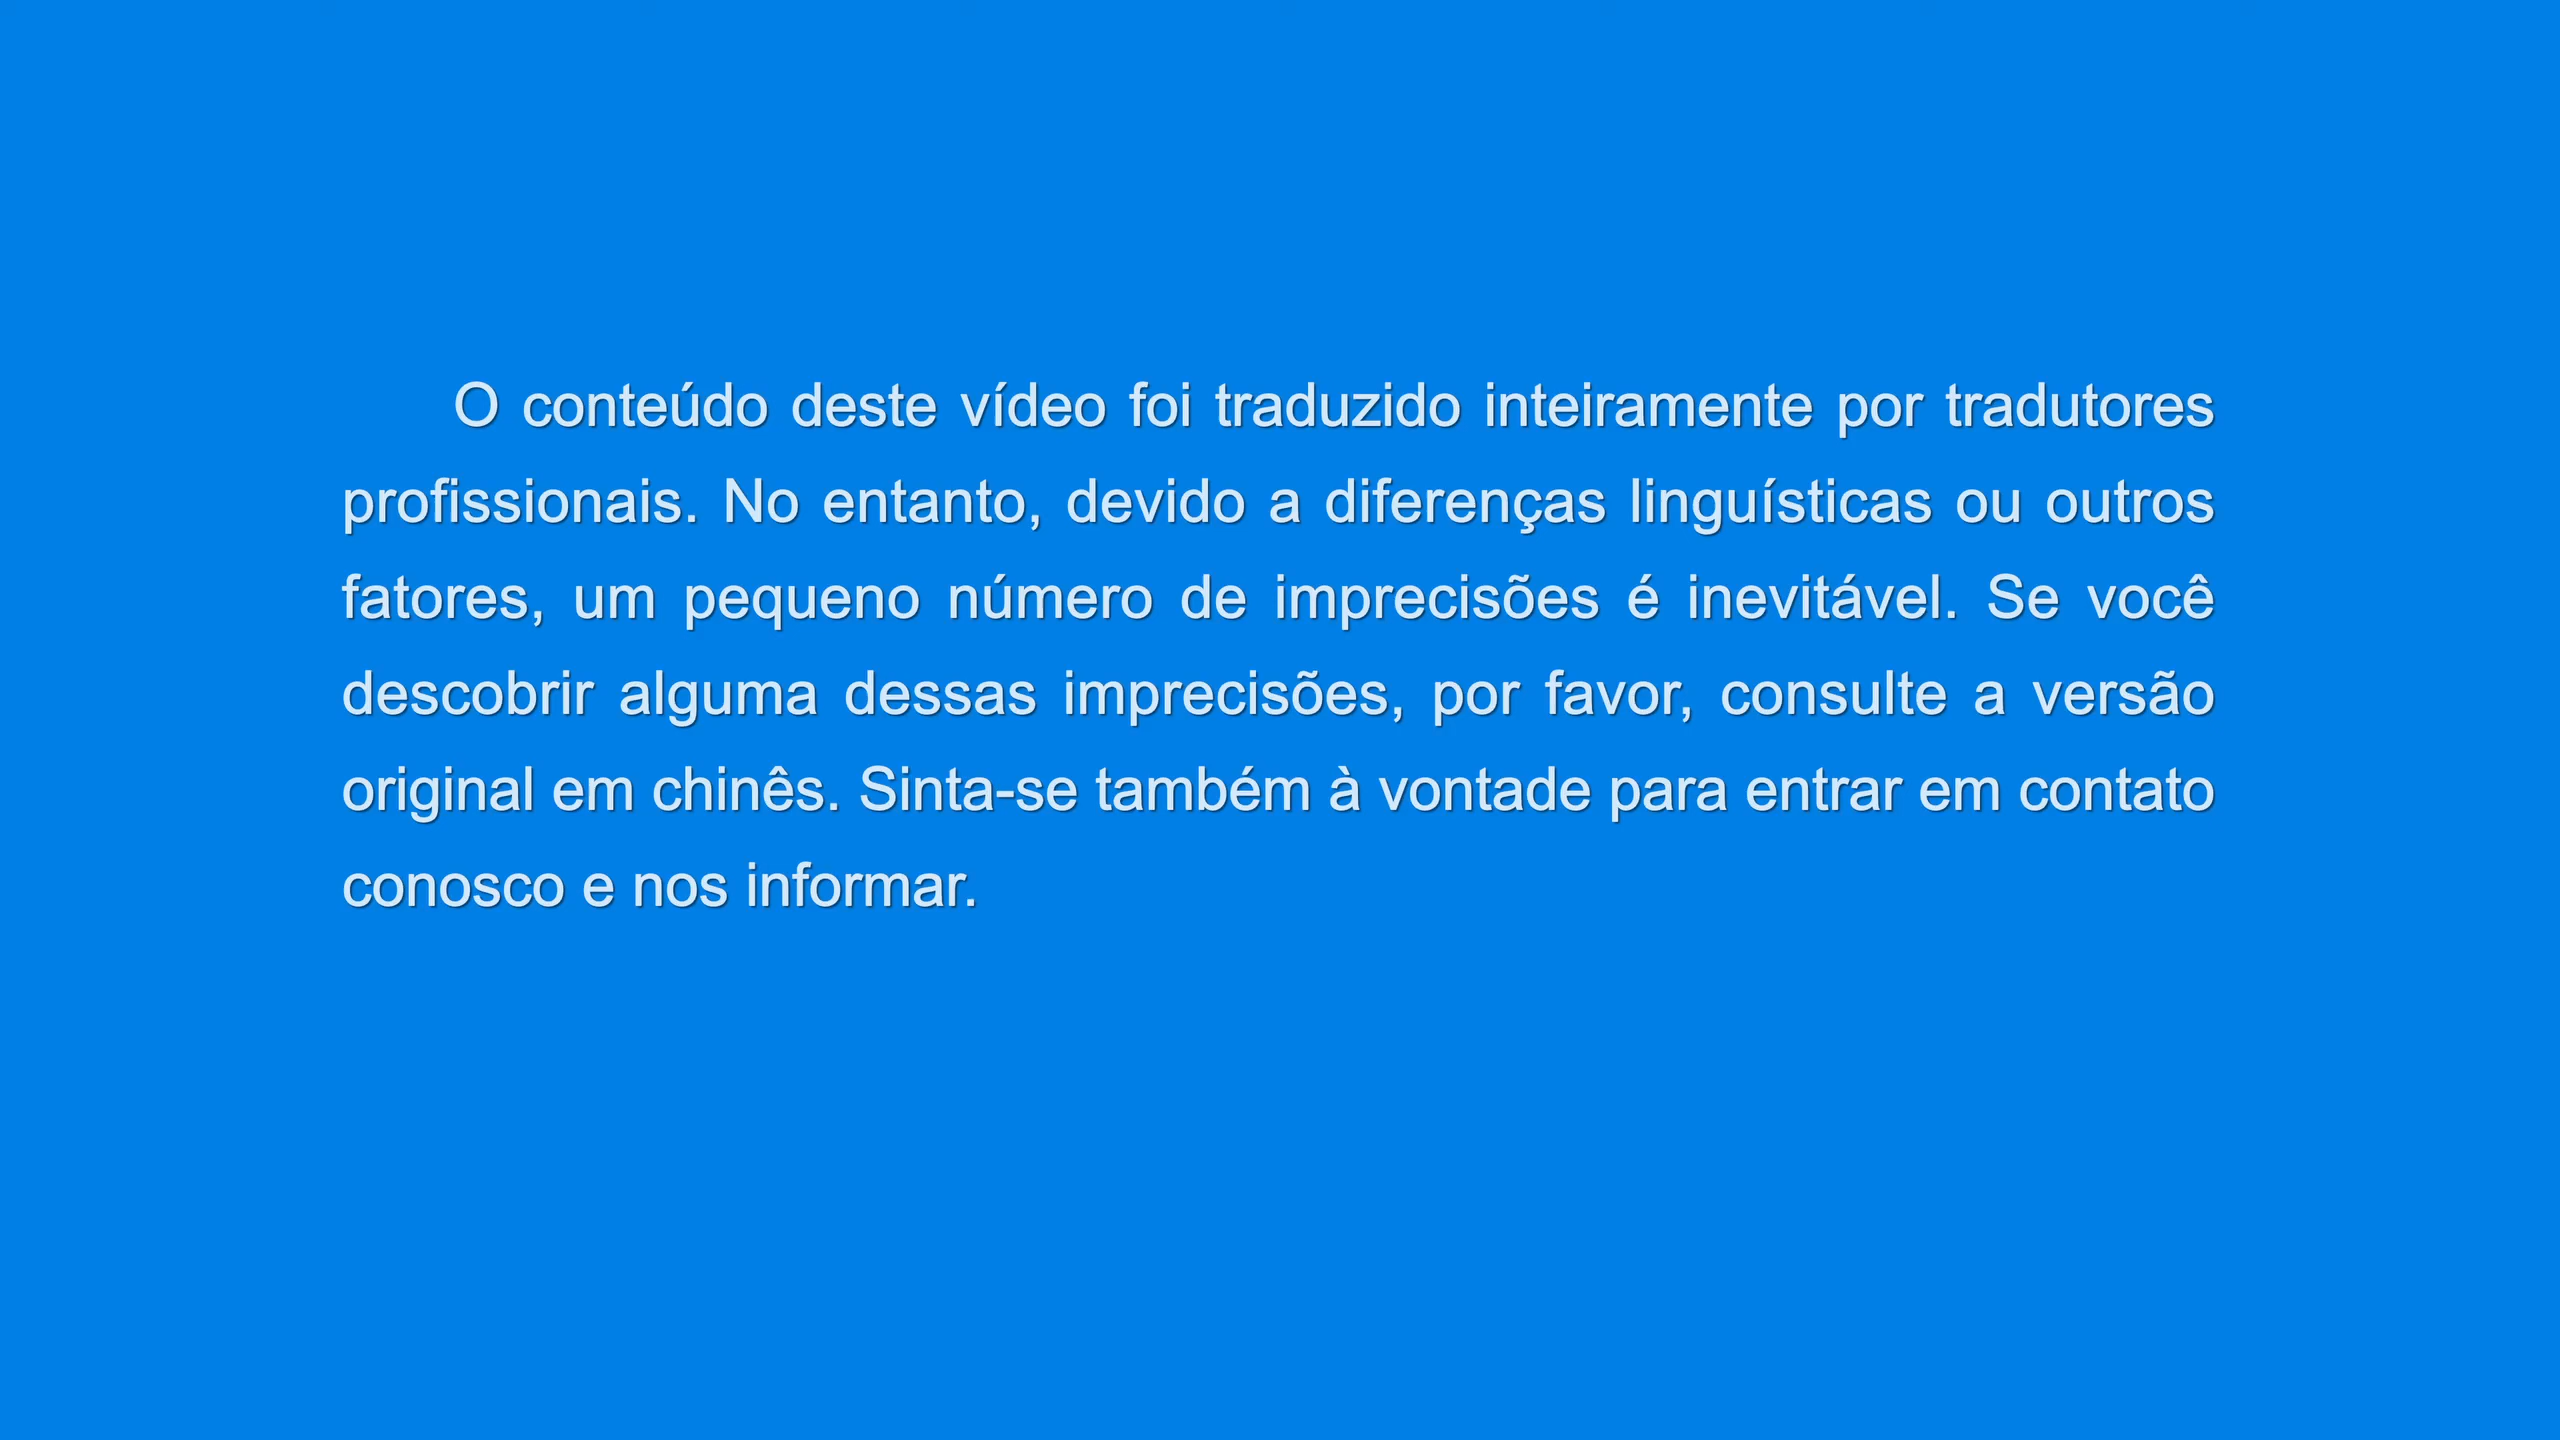 O conteúdo deste vídeo foi traduzido inteiramente por tradutores
profissionais. No entanto, devido a diferenças linguísticas ou outros
fatores, um pequeno número de imprecisões é inevitável. Se você
descobrir alguma dessas imprecisões, por favor, consulte a versão
original em chinês. Sinta-se também à vontade para entrar em contato
conosco e nos informar.